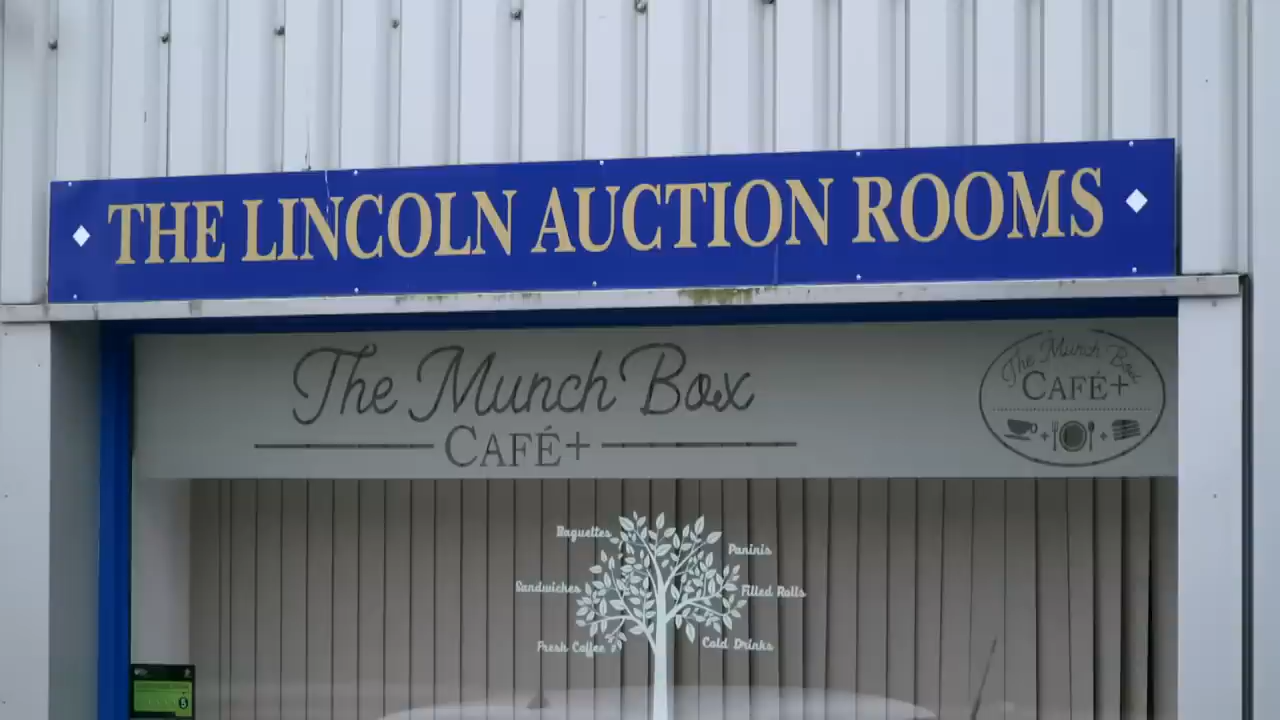 THE LINCOLN AUCTION ROOMS
The Munch Box
CAFÉ+
The Munch Box
CAFÉ+
Baguettes
Paninis
Sandwiches
Filled Rolls
Fresh Coffee
Cold Drinks
5